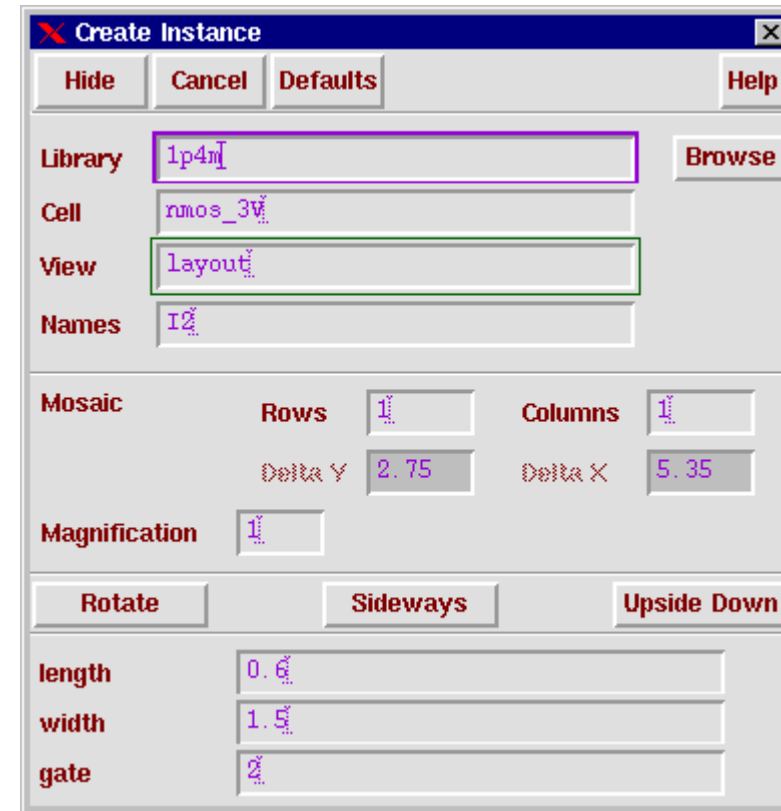 Create Instance
Hide Cancel Defaults Help
Library 1p4m Browse
Cell nmos_3V
View layout
Names I2
Mosaic Rows 1 Columns 1
Delta Y 2.75 Delta X 5.35
Magnification 1
Rotate Sideways Upside Down
length 0.6
width 1.5
gate 2